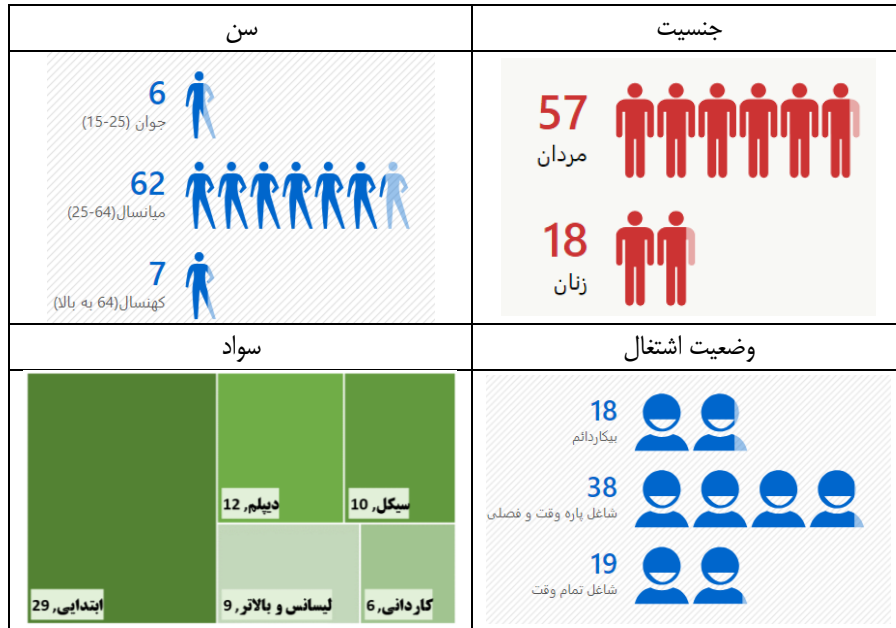 جنسیت
سن
57
مردان
18
زنان
6
جوان (25-15)
62
میانسال(64-25)
7
کهنسال(64 به بالا)
وضعیت اشتغال
سواد
18
بیکاردائم
38
شاغل پاره وقت و فصلی
19
شاغل تمام وقت
سیکل, 10
دیپلم, 12
کاردانی, 6
لیسانس و بالاتر, 9
ابتدایی, 29